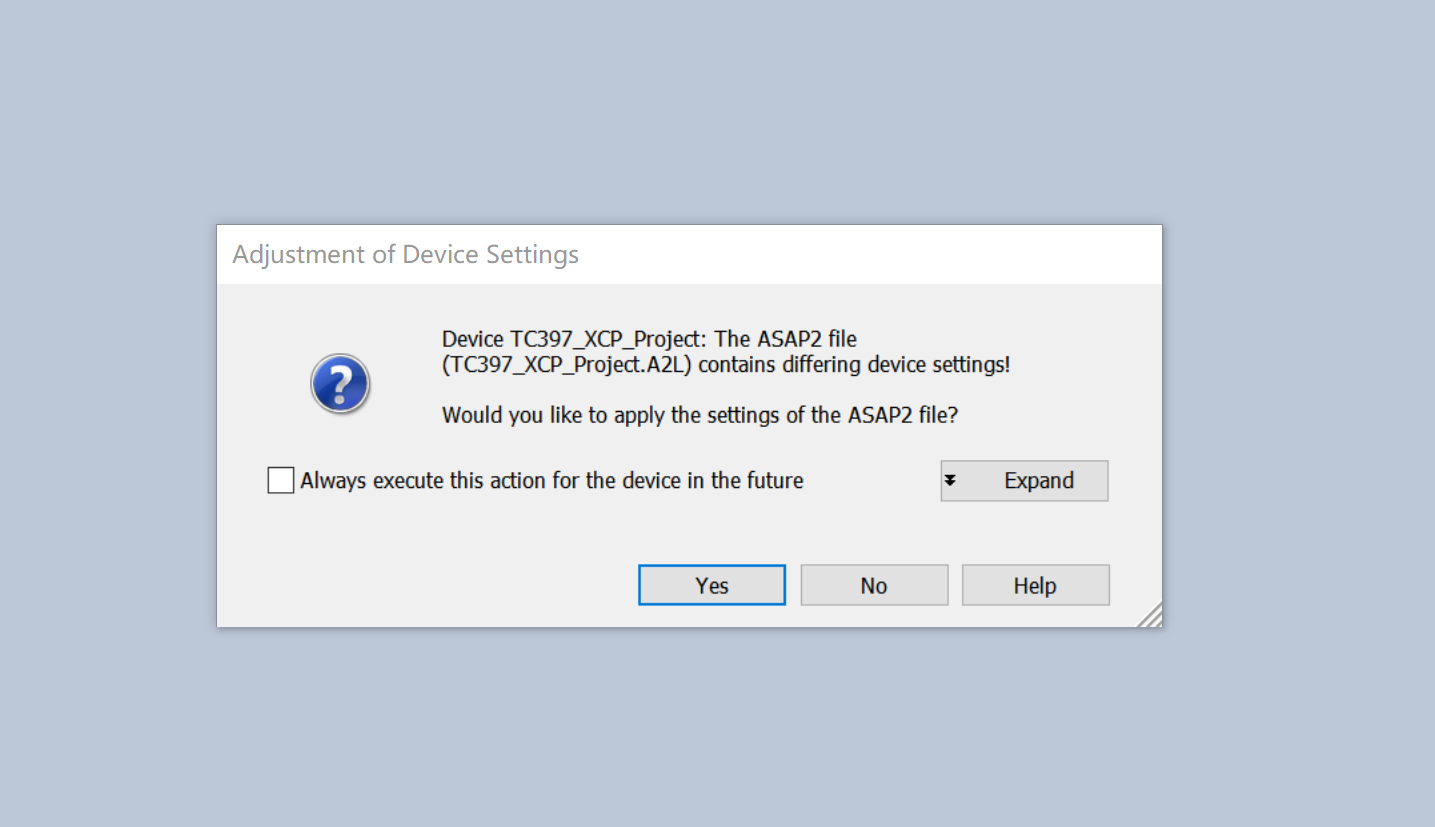 Adjustment of Device Settings
Device TC397_XCP_Project: The ASAP2 file
(TC397_XCP_Project.A2L) contains differing device settings!
Would you like to apply the settings of the ASAP2 file?
Always execute this action for the device in the future
Expand
Yes
No
Help